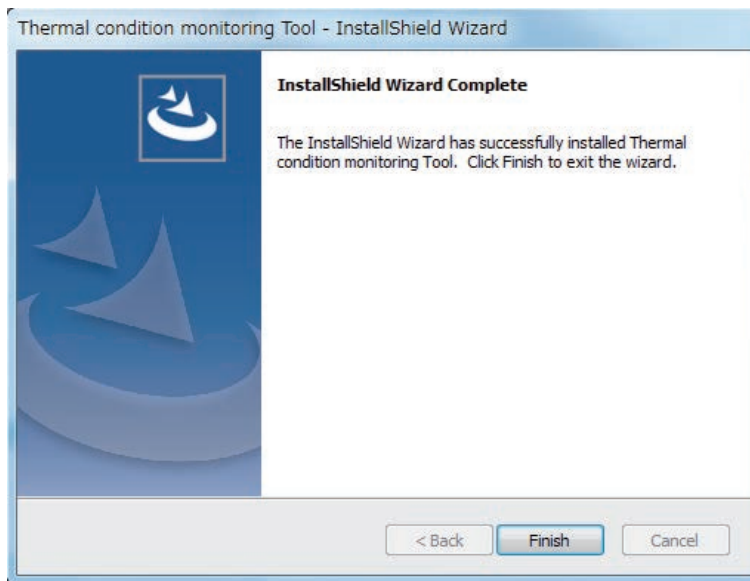 Thermal condition monitoring Tool - InstallShield Wizard
InstallShield Wizard Complete
The InstallShield Wizard has successfully installed Thermal
condition monitoring Tool. Click Finish to exit the wizard.
< Back
Finish
Cancel